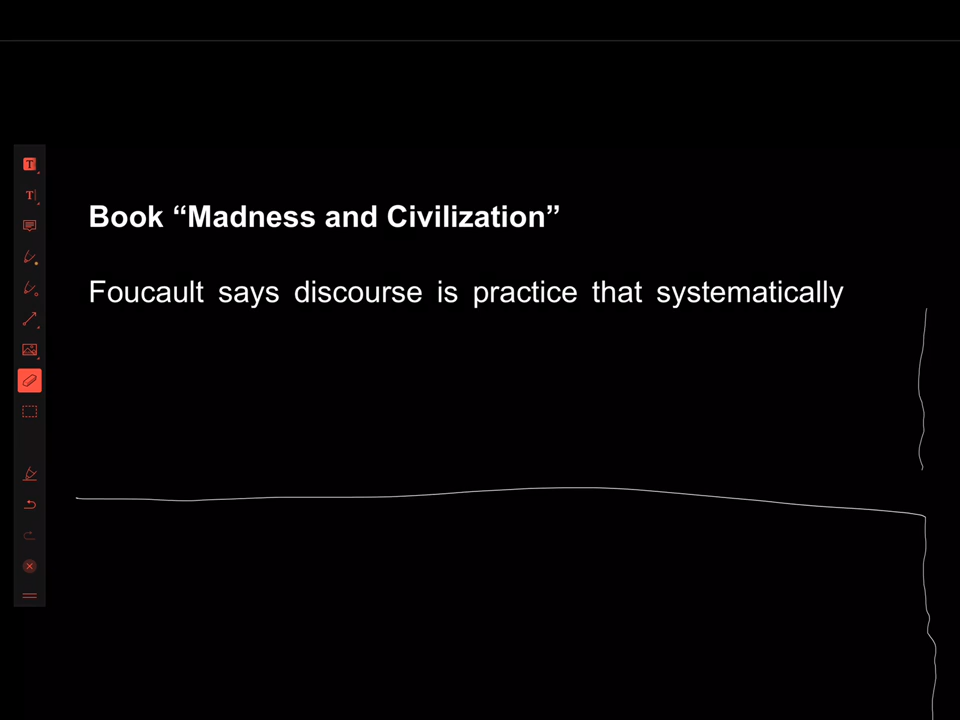 Book “Madness and Civilization”
Foucault says discourse is practice that systematically